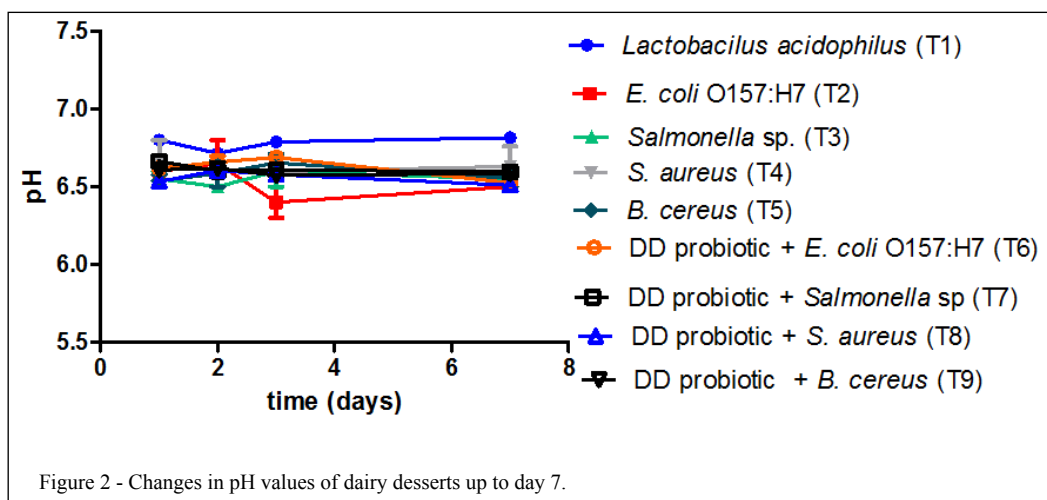 7.5
7.0
6.5
6.0
5.5
pH
0
2
4
6
8
time (days)
Lactobacilus acidophilus (T1)
E. coli O157:H7 (T2)
Salmonella sp. (T3)
S. aureus (T4)
B. cereus (T5)
DD probiotic + E. coli O157:H7 (T6)
DD probiotic + Salmonella sp (T7)
DD probiotic + S. aureus (T8)
DD probiotic + B. cereus (T9)
Figure 2 - Changes in pH values of dairy desserts up to day 7.